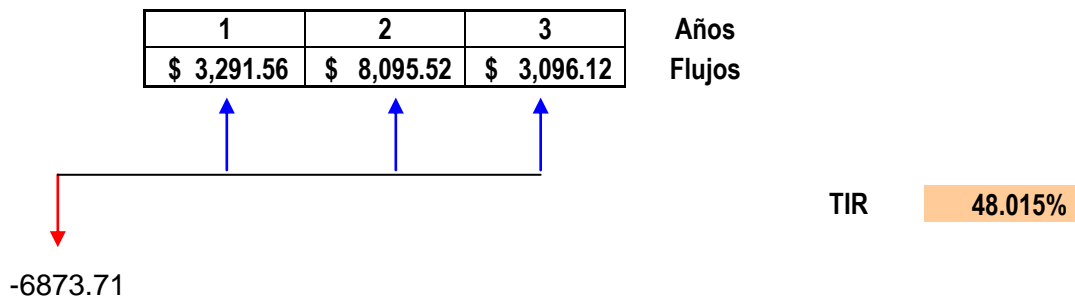 1 2 3 Años
$ 3,291.56 $ 8,095.52 $ 3,096.12 Flujos
TIR 48.015%
-6873.71